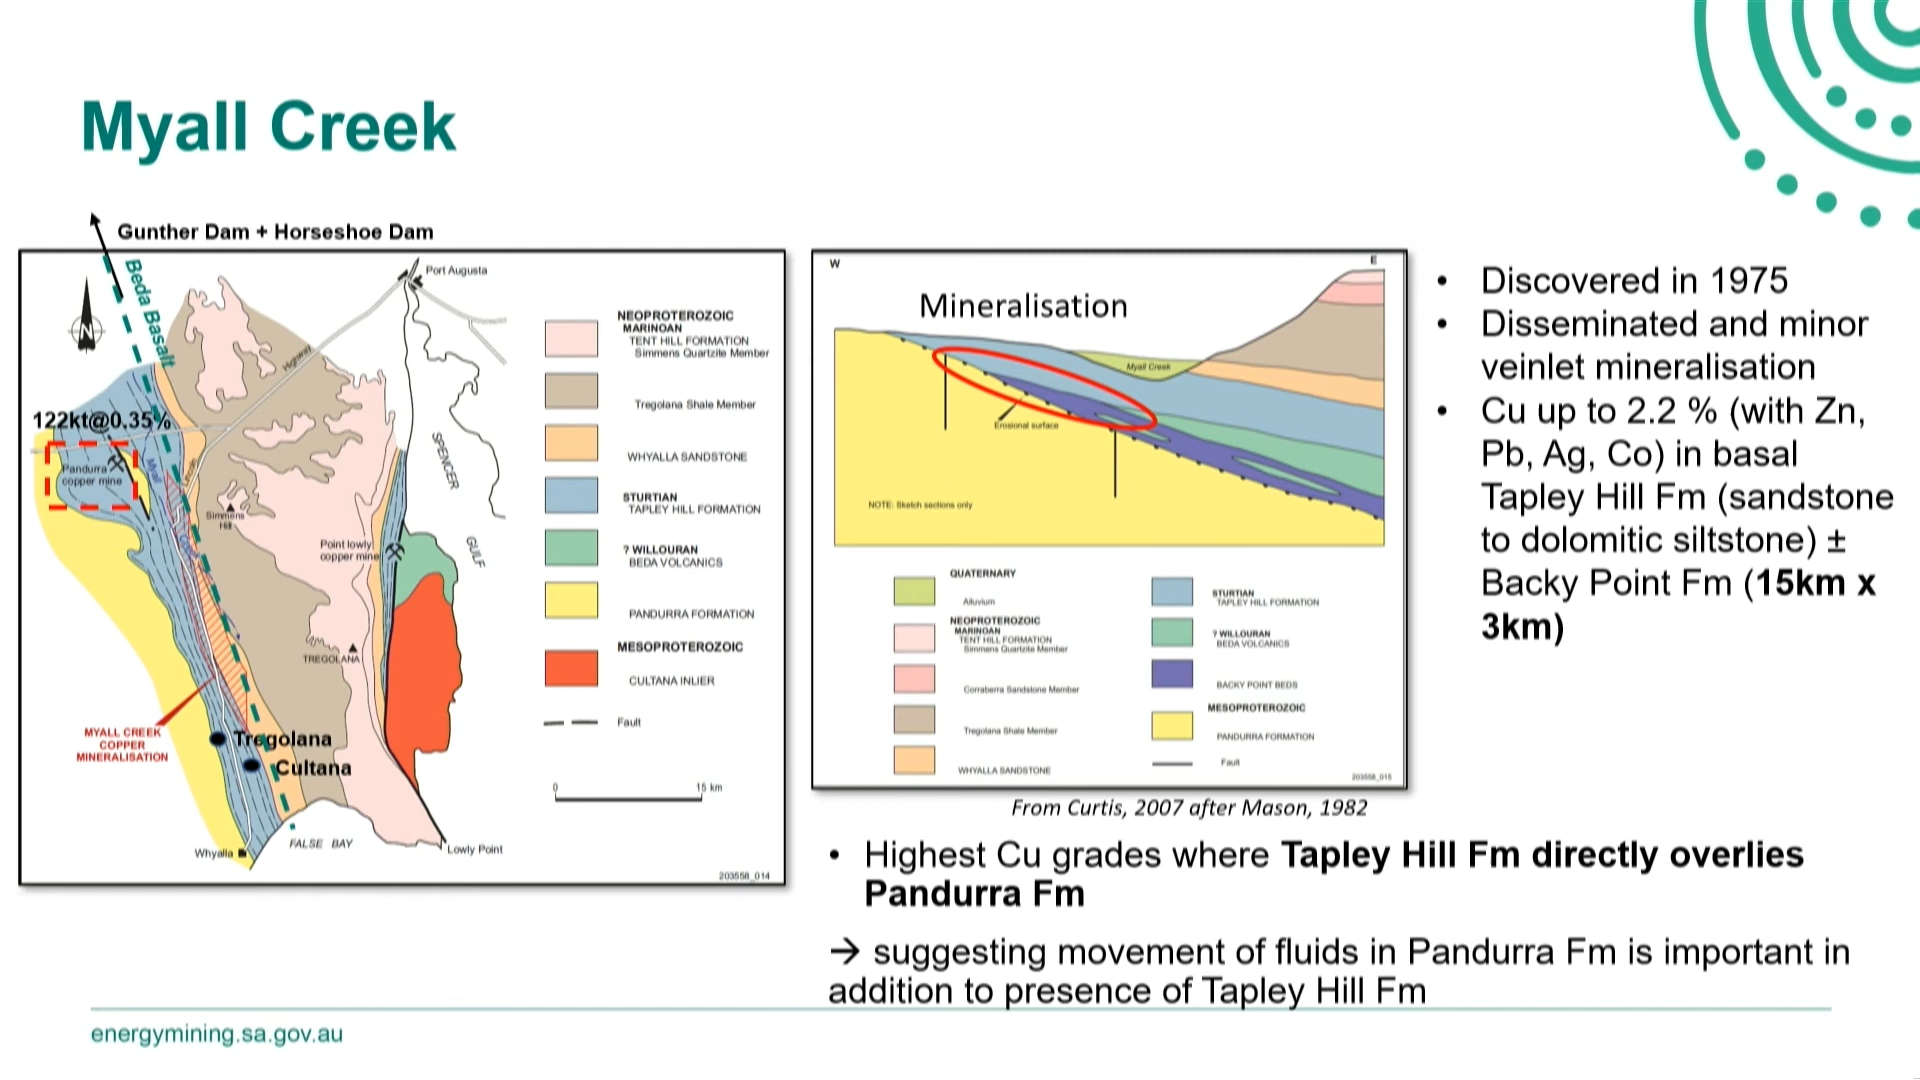 Myall Creek
Gunther Dam + Horseshoe Dam
Beda Basalt
N
Port Augusta
Highway
122kt@0.35%
Pandurra
copper mine
Myall
Lincoln
Simmens
Hill
Point lowly
copper mine
SPENCER
GULF
TREGOLANA
MYALL CREEK
COPPER
MINERALISATION
Tregolana
Cultana
Whyalla
FALSE BAY
Lowly Point
NEOPROTEROZOIC
MARINOAN
TENT HILL FORMATION
Simmens Quartzite Member
Tregolana Shale Member
WHYALLA SANDSTONE
STURTIAN
TAPLEY HILL FORMATION
? WILLOURAN
BEDA VOLCANICS
PANDURRA FORMATION
MESOPROTEROZOIC
CULTANA INLIER
Fault
0 15 km
203558_014
W E
Mineralisation
Myall Creek
Erosional surface
NOTE: Sketch sections only
QUATERNARY
Alluvium
NEOPROTEROZOIC
MARINOAN
TENT HILL FORMATION
Simmens Quartzite Member
Corraberra Sandstone Member
Tregolana Shale Member
WHYALLA SANDSTONE
STURTIAN
TAPLEY HILL FORMATION
? WILLOURAN
BEDA VOLCANICS
BACKY POINT BEDS
MESOPROTEROZOIC
PANDURRA FORMATION
Fault
203558_015
From Curtis, 2007 after Mason, 1982
• Discovered in 1975
• Disseminated and minor
veinlet mineralisation
• Cu up to 2.2 % (with Zn,
Pb, Ag, Co) in basal
Tapley Hill Fm (sandstone
to dolomitic siltstone) ±
Backy Point Fm (15km x
3km)
• Highest Cu grades where Tapley Hill Fm directly overlies
Pandurra Fm
→ suggesting movement of fluids in Pandurra Fm is important in
addition to presence of Tapley Hill Fm
energymining.sa.gov.au